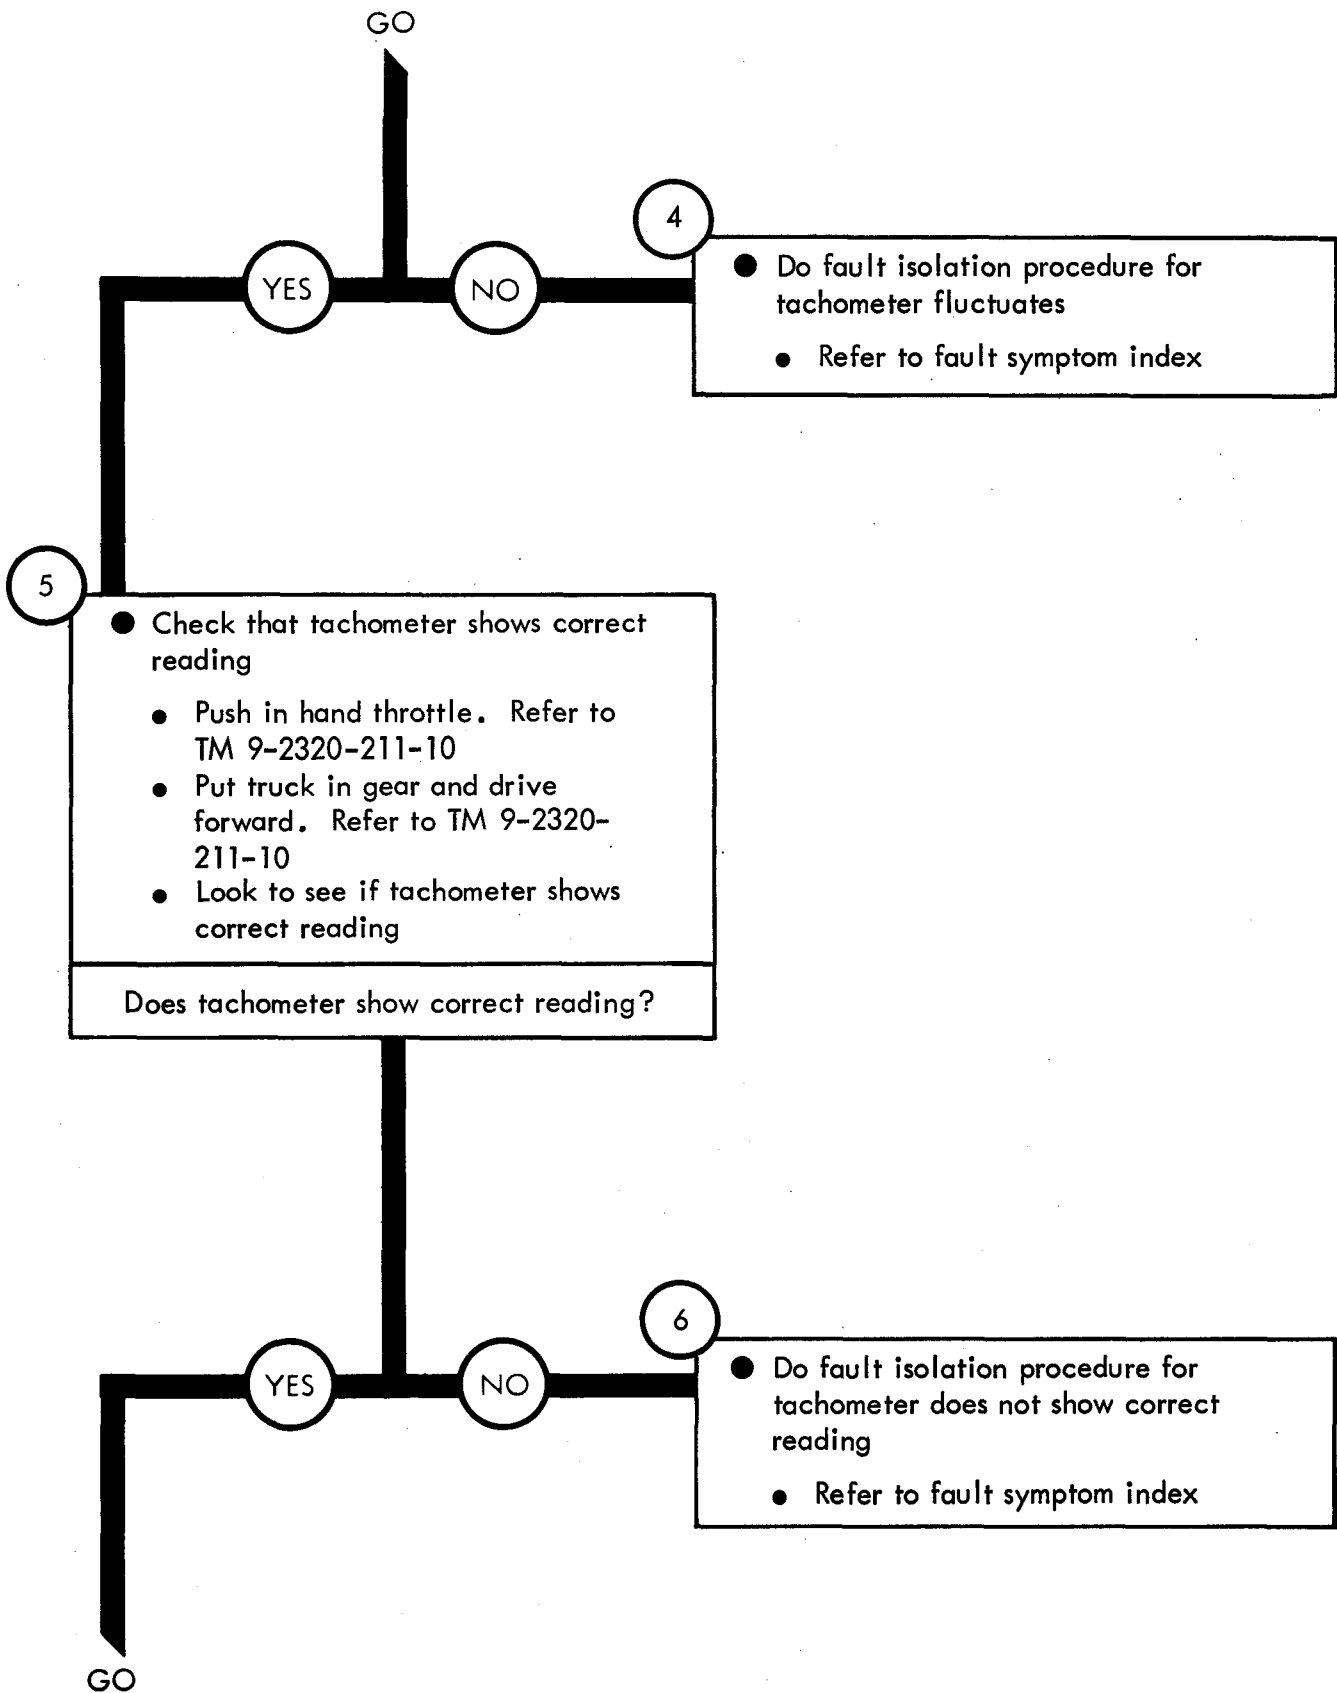 GO
4
YES
NO
● Do fault isolation procedure for
tachometer fluctuates
● Refer to fault symptom index
5
● Check that tachometer shows correct
reading
● Push in hand throttle. Refer to
TM 9-2320-211-10
● Put truck in gear and drive
forward. Refer to TM 9-2320-
211-10
● Look to see if tachometer shows
correct reading
Does tachometer show correct reading?
6
YES
NO
● Do fault isolation procedure for
tachometer does not show correct
reading
● Refer to fault symptom index
GO